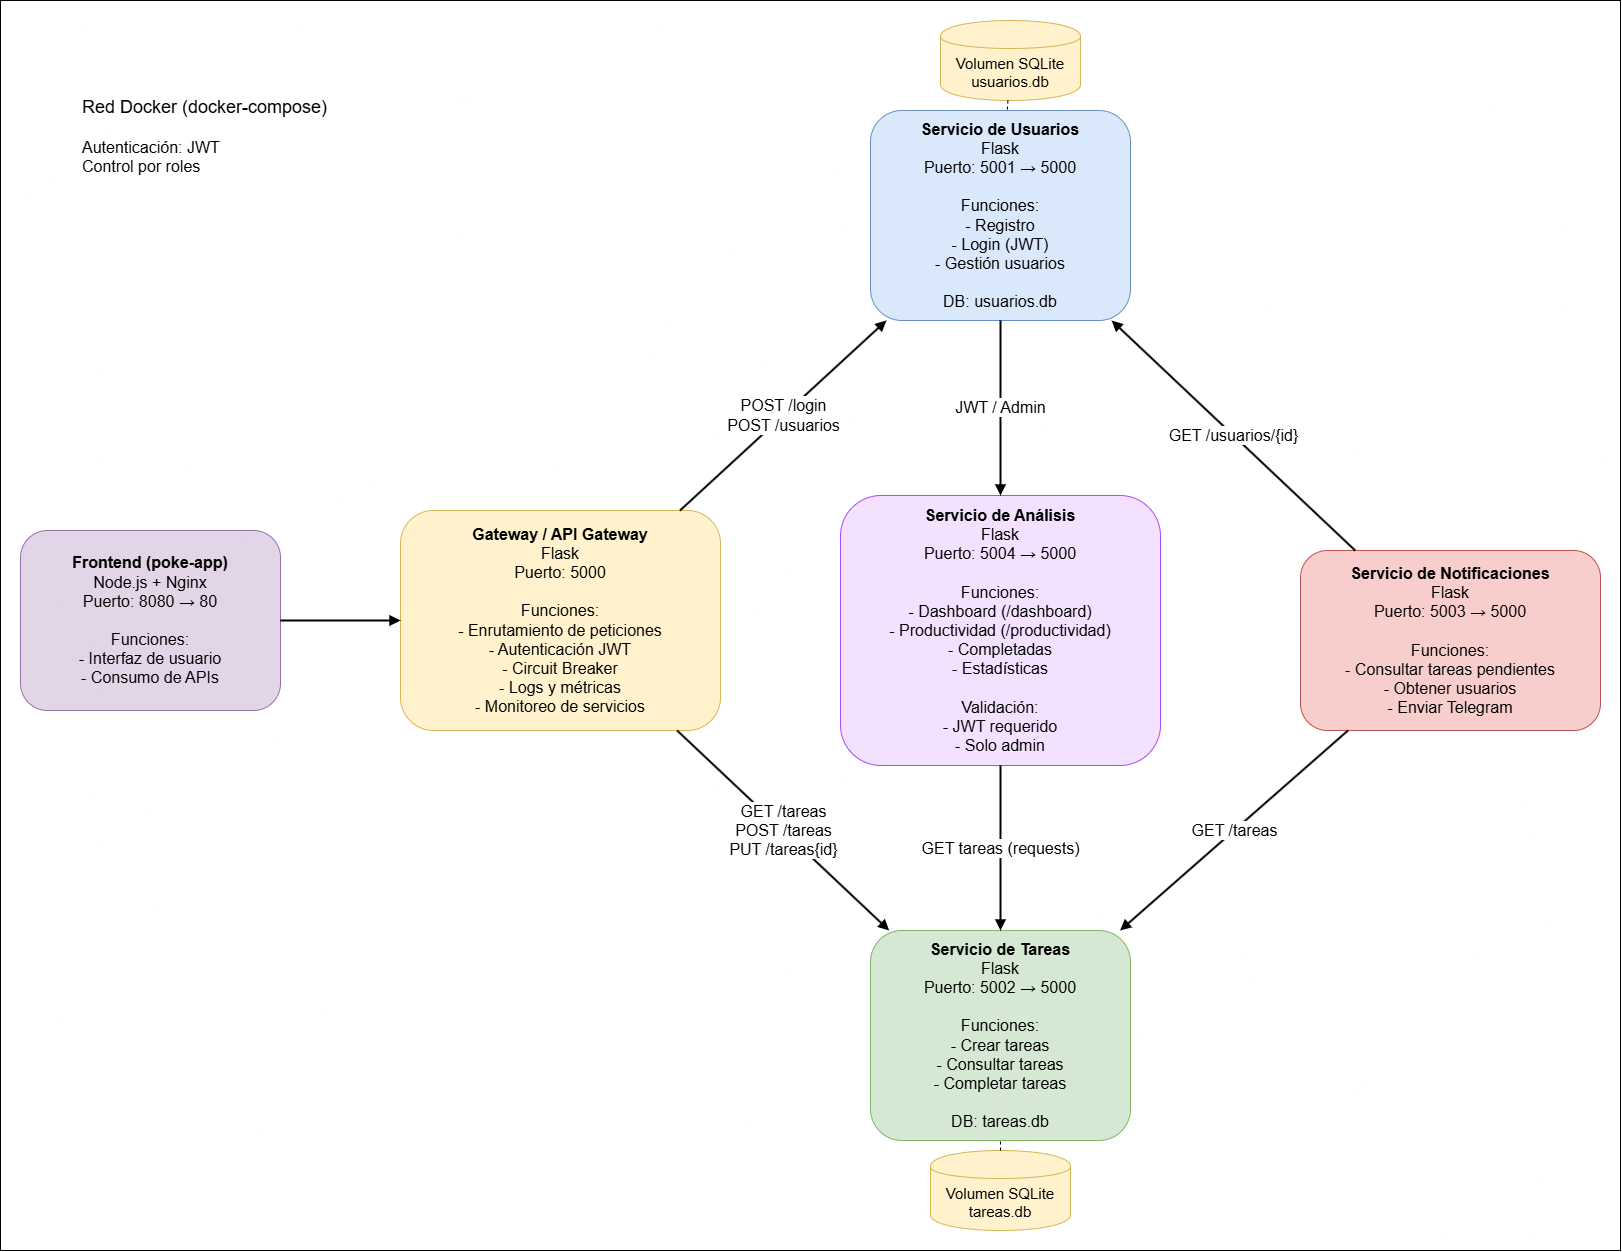 Red Docker (docker-compose)
Autenticación: JWT
Control por roles
Volumen SQLite
usuarios.db
Servicio de Usuarios
Flask
Puerto: 5001 → 5000
Funciones:
- Registro
- Login (JWT)
- Gestión usuarios
DB: usuarios.db
POST /login
POST /usuarios
JWT / Admin
GET /usuarios/{id}
Frontend (poke-app)
Node.js + Nginx
Puerto: 8080 → 80
Funciones:
- Interfaz de usuario
- Consumo de APIs
Gateway / API Gateway
Flask
Puerto: 5000
Funciones:
- Enrutamiento de peticiones
- Autenticación JWT
- Circuit Breaker
- Logs y métricas
- Monitoreo de servicios
Servicio de Análisis
Flask
Puerto: 5004 → 5000
Funciones:
- Dashboard (/dashboard)
- Productividad (/productividad)
- Completadas
- Estadísticas
Validación:
- JWT requerido
- Solo admin
Servicio de Notificaciones
Flask
Puerto: 5003 → 5000
Funciones:
- Consultar tareas pendientes
- Obtener usuarios
- Enviar Telegram
GET /tareas
POST /tareas
PUT /tareas{id}
GET tareas (requests)
GET /tareas
Servicio de Tareas
Flask
Puerto: 5002 → 5000
Funciones:
- Crear tareas
- Consultar tareas
- Completar tareas
DB: tareas.db
Volumen SQLite
tareas.db